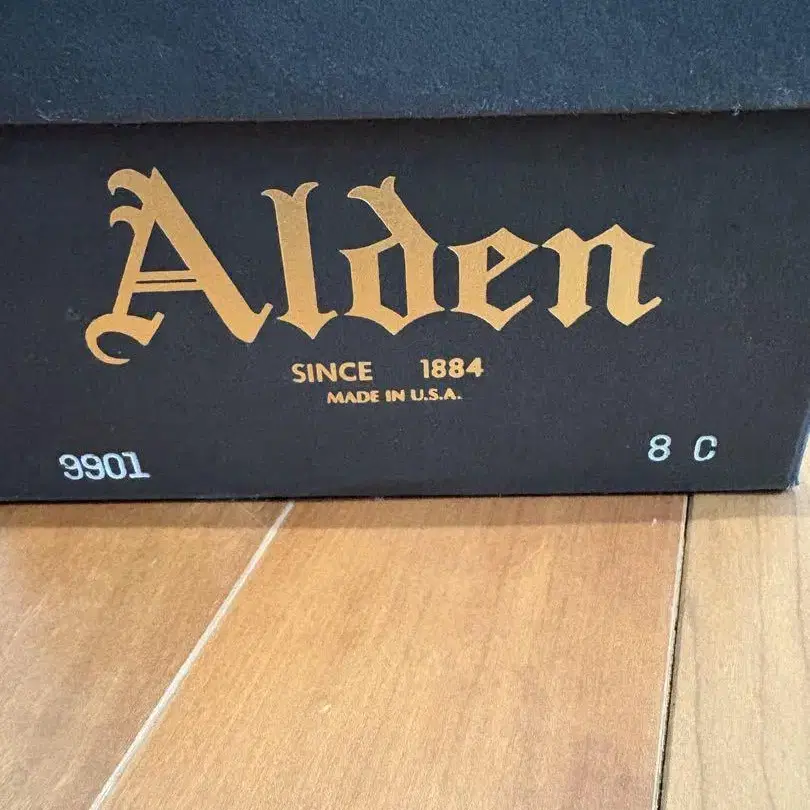 Alden
SINCE 1884
MADE IN U.S.A.
9901 8 C